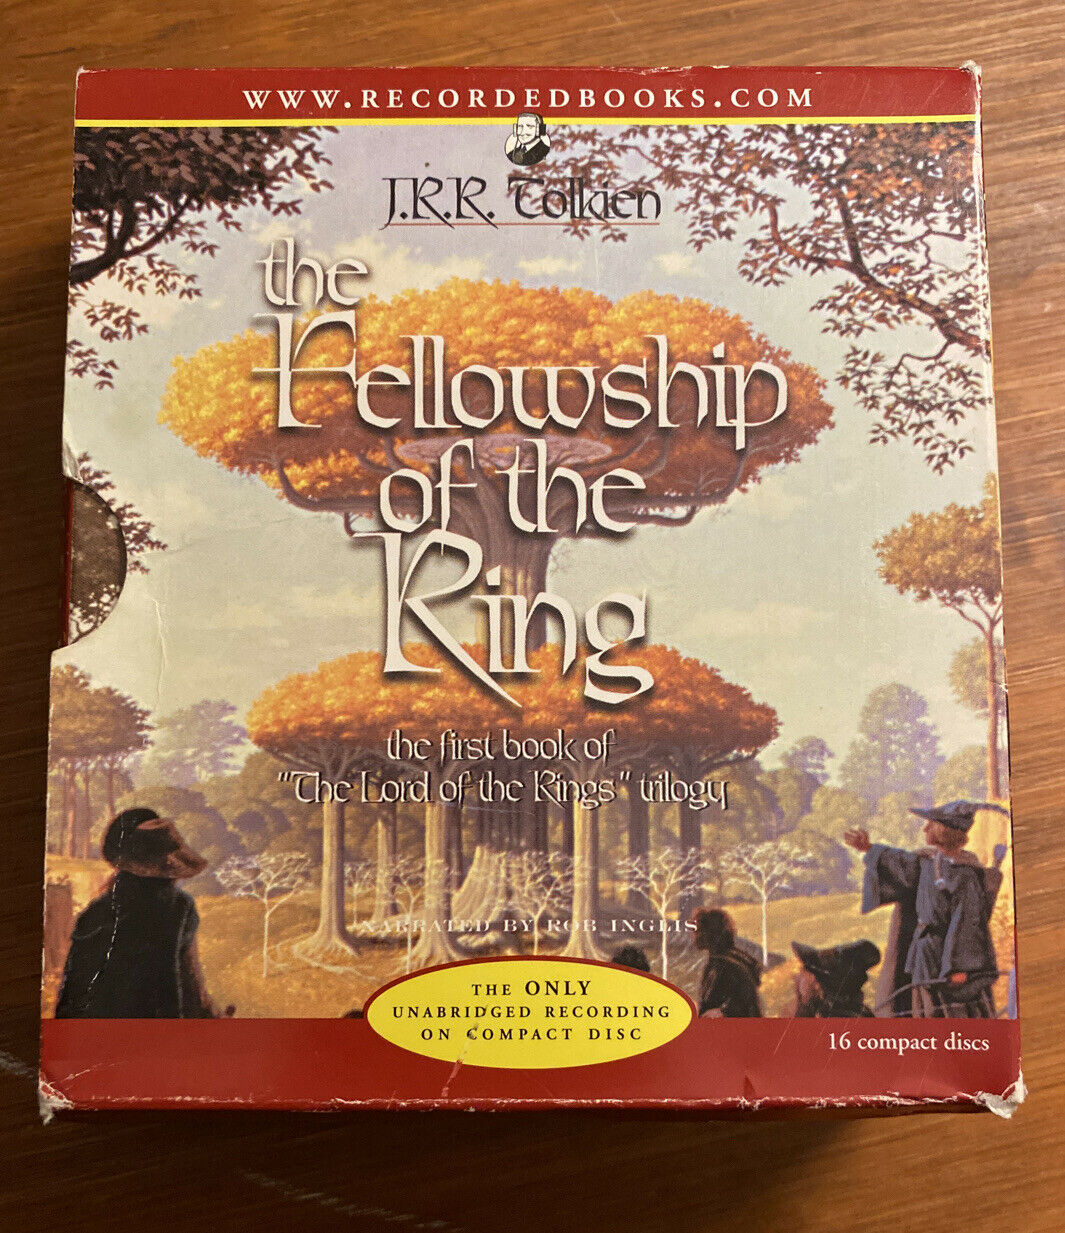 WWW.RECORDEDBOOKS.COM
J.R.R. Tolkien
the
Fellowship
of the
Ring
the first book of
"The Lord of the Rings" trilogy
NARRATED BY ROB INGLIS
THE ONLY
UNABRIDGED RECORDING
ON COMPACT DISC
16 compact discs